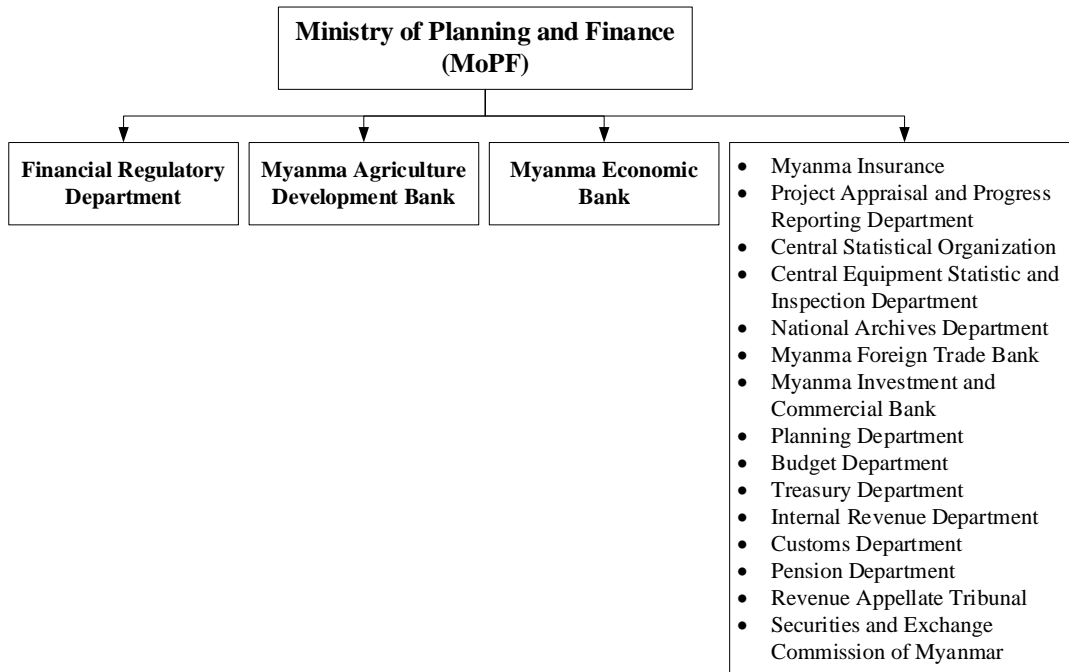 Ministry of Planning and Finance
(MoPF)
Financial Regulatory
Department
Myanma Agriculture
Development Bank
Myanma Economic
Bank
• Myanma Insurance
• Project Appraisal and Progress
Reporting Department
• Central Statistical Organization
• Central Equipment Statistic and
Inspection Department
• National Archives Department
• Myanma Foreign Trade Bank
• Myanma Investment and
Commercial Bank
• Planning Department
• Budget Department
• Treasury Department
• Internal Revenue Department
• Customs Department
• Pension Department
• Revenue Appellate Tribunal
• Securities and Exchange
Commission of Myanmar